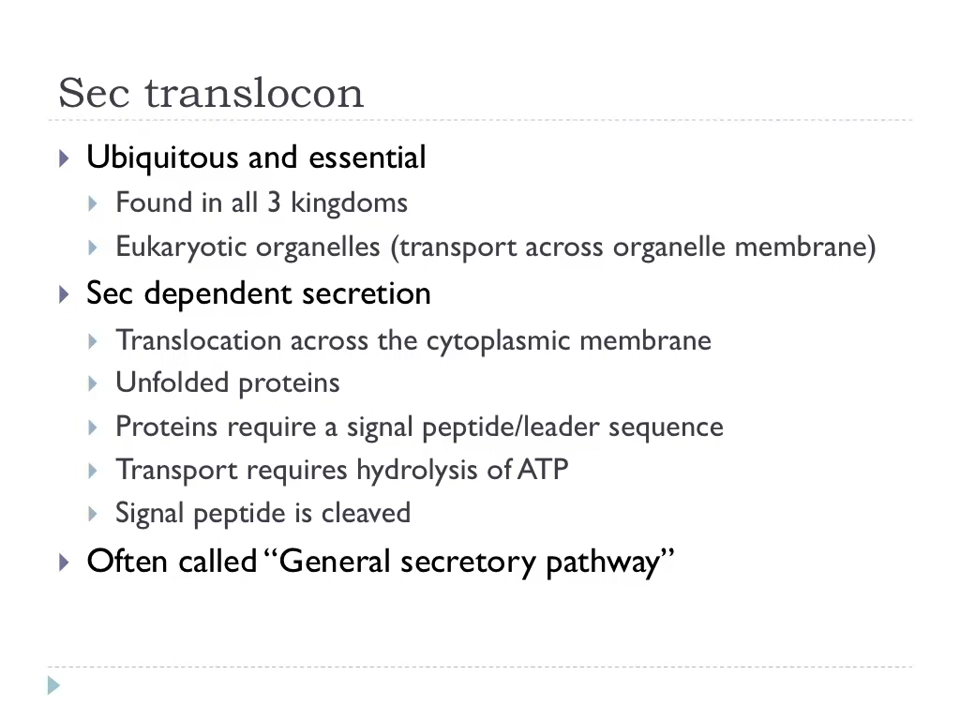 Sec translocon
Ubiquitous and essential
Found in all 3 kingdoms
Eukaryotic organelles (transport across organelle membrane)
Sec dependent secretion
Translocation across the cytoplasmic membrane
Unfolded proteins
Proteins require a signal peptide/leader sequence
Transport requires hydrolysis of ATP
Signal peptide is cleaved
Often called “General secretory pathway”